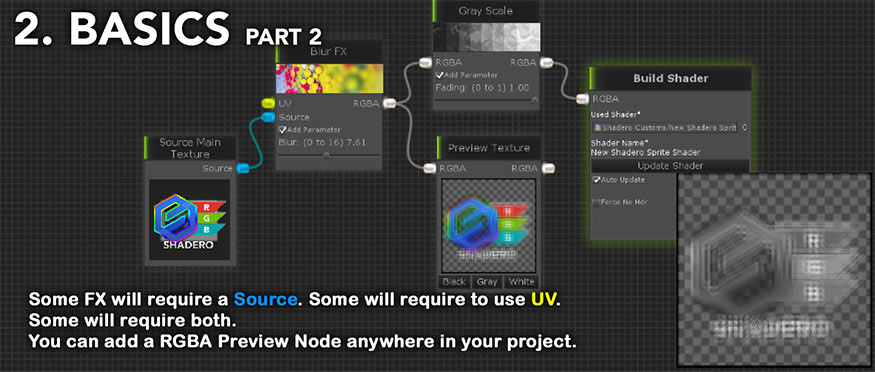 2. BASICS PART 2
Gray Scale
RGBA
RGBA
Add Parameter
Fading: (0 to 1) 1.00
Blur FX
UV
RGBA
Source
Add Parameter
Blur: (0 to 16) 7.61
Build Shader
RGBA
Used Shader*
Shadero Customs/New Shadero Sprit
Shader Name*
New Shadero Sprite Shader
Update Shader
Auto Update
Force No Hdr
Source Main
Texture
Source
R
G
B
SHADERO
Preview Texture
RGBA
RGBA
R
G
B
SHADERO
Black Gray White
R
G
B
SHADERO
Some FX will require a Source. Some will require to use UV.
Some will require both.
You can add a RGBA Preview Node anywhere in your project.